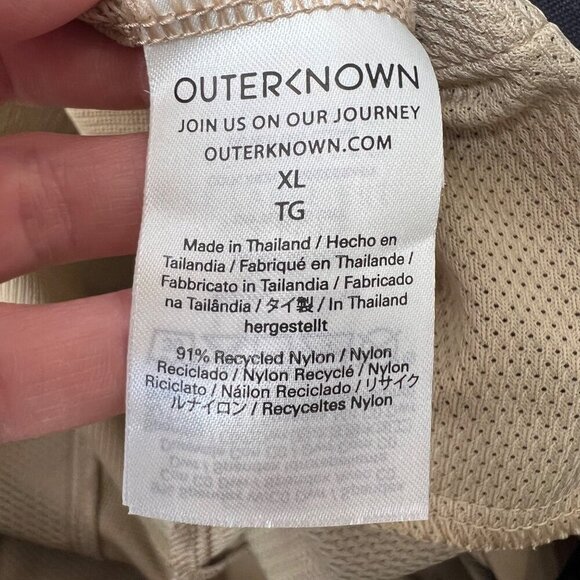 OUTERKNOWN
JOIN US ON OUR JOURNEY
OUTERKNOWN.COM
XL
TG
Made in Thailand / Hecho en
Tailandia / Fabriqué en Thaïlande /
Fabbricato in Tailandia / Fabricado
na Tailândia / タイ製 / In Thailand
hergestellt
91% Recycled Nylon / Nylon
Reciclado / Nylon Recyclé / Nylon
Riciclato / Náilon Reciclado / リサイク
ルナイロン / Recyceltes Nylon